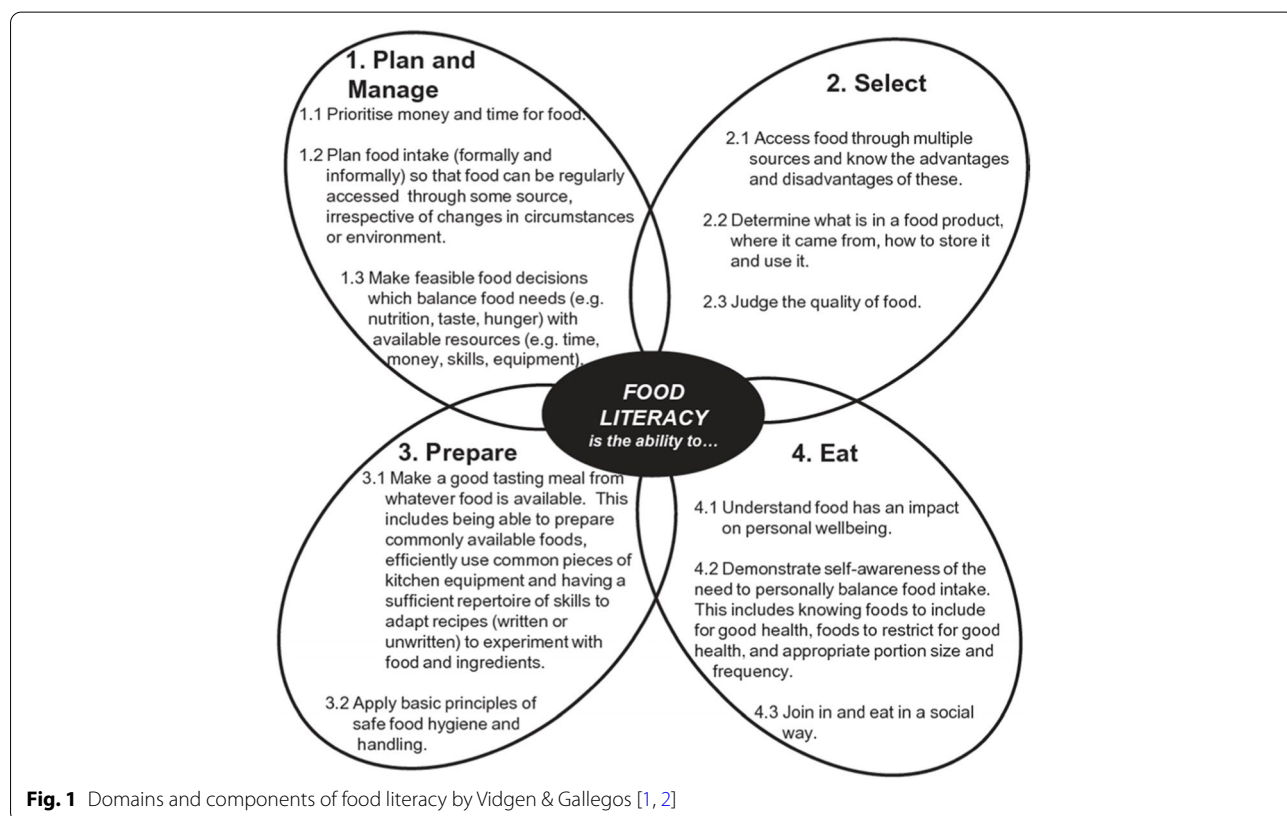 1. Plan and
Manage
1.1 Prioritise money and time for food.
1.2 Plan food intake (formally and
informally) so that food can be regularly
accessed through some source,
irrespective of changes in circumstances
or environment.
1.3 Make feasible food decisions
which balance food needs (e.g.
nutrition, taste, hunger) with
available resources (e.g. time,
money, skills, equipment).
2. Select
2.1 Access food through multiple
sources and know the advantages
and disadvantages of these.
2.2 Determine what is in a food product,
where it came from, how to store it
and use it.
2.3 Judge the quality of food.
FOOD
LITERACY
is the ability to…
3. Prepare
3.1 Make a good tasting meal from
whatever food is available. This
includes being able to prepare
commonly available foods,
efficiently use common pieces of
kitchen equipment and having a
sufficient repertoire of skills to
adapt recipes (written or
unwritten) to experiment with
food and ingredients.
3.2 Apply basic principles of
safe food hygiene and
handling.
4. Eat
4.1 Understand food has an impact
on personal wellbeing.
4.2 Demonstrate self-awareness of the
need to personally balance food intake.
This includes knowing foods to include
for good health, foods to restrict for good
health, and appropriate portion size and
frequency.
4.3 Join in and eat in a social
way.
Fig. 1 Domains and components of food literacy by Vidgen & Gallegos [1, 2]